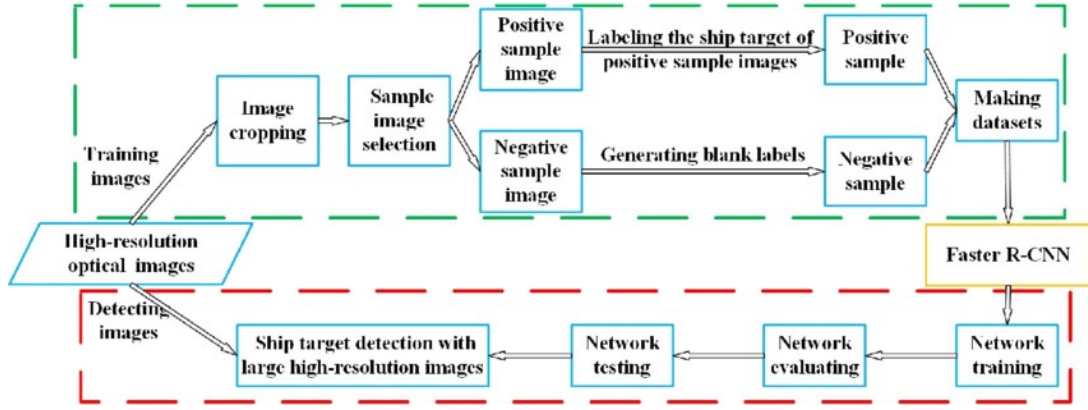 Positive
sample
image
Labeling the ship target of
positive sample images
Positive
sample
Image
cropping
Sample
image
selection
Making
datasets
Training
images
Negative
sample
image
Generating blank labels
Negative
sample
High-resolution
optical images
Faster R-CNN
Detecting
images
Ship target detection with
large high-resolution images
Network
testing
Network
evaluating
Network
training